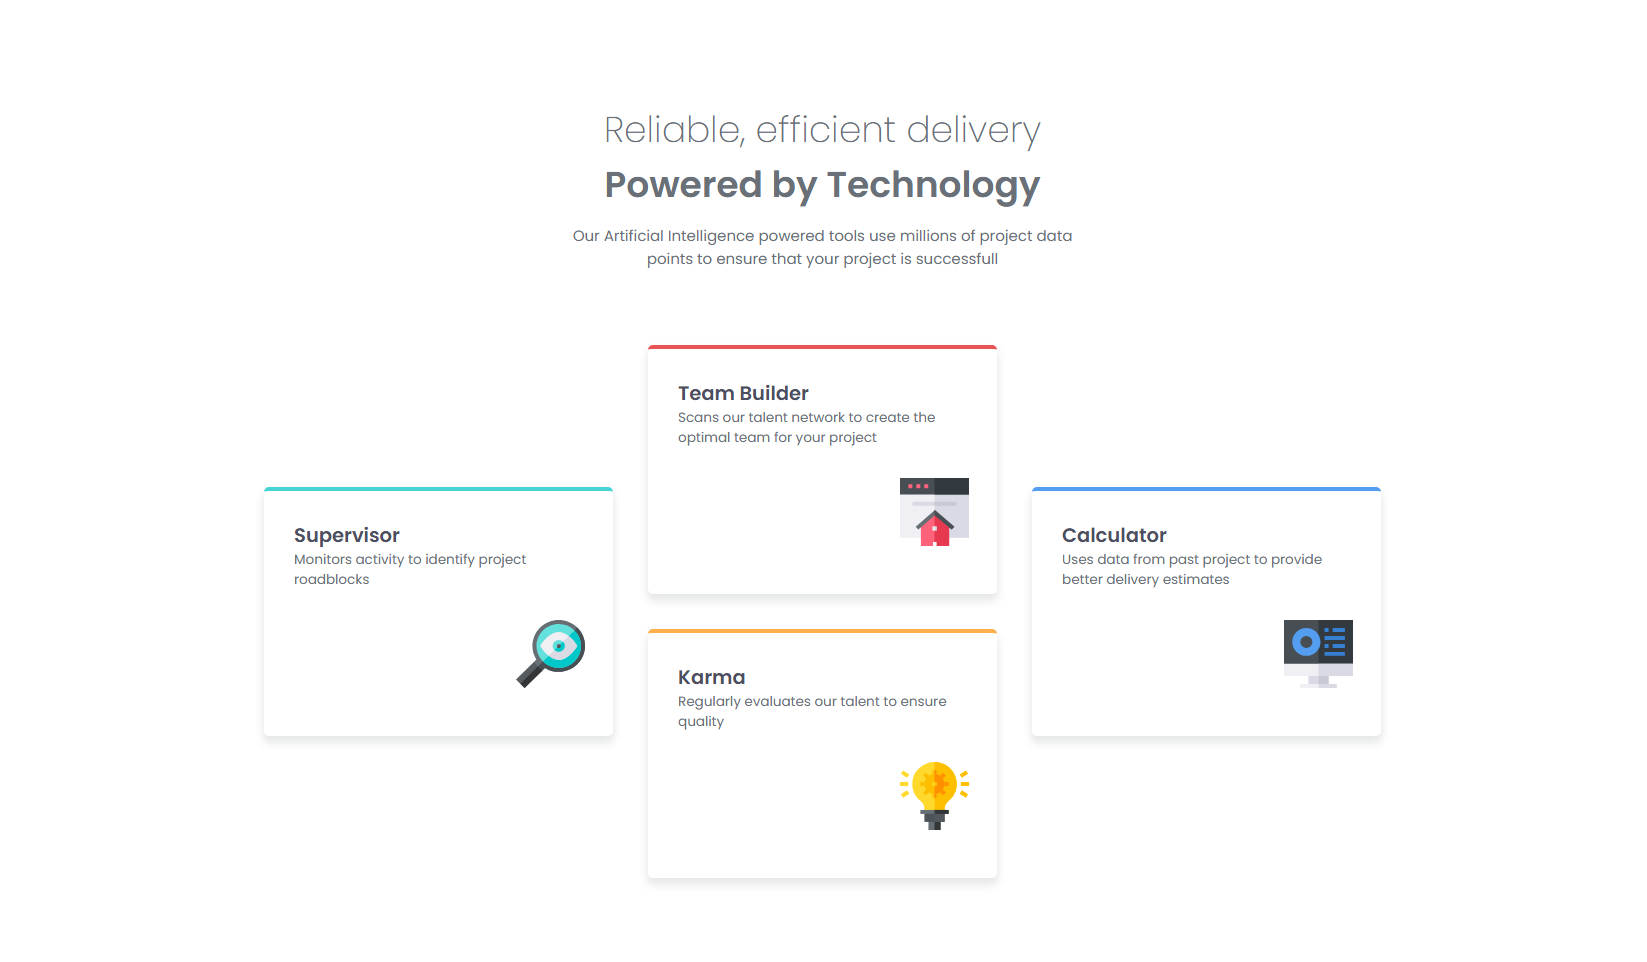 Reliable, efficient delivery
Powered by Technology
Our Artificial Intelligence powered tools use millions of project data
points to ensure that your project is successfull
Team Builder
Scans our talent network to create the
optimal team for your project
Supervisor
Monitors activity to identify project
roadblocks
Calculator
Uses data from past project to provide
better delivery estimates
Karma
Regularly evaluates our talent to ensure
quality